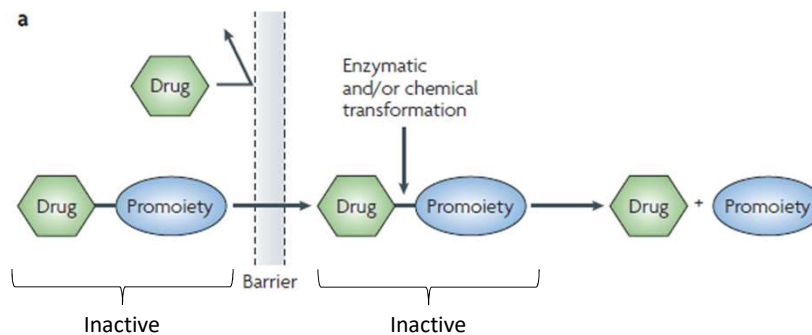 a
Drug
Enzymatic
and/or chemical
transformation
Drug Promoiety Drug Promoiety Drug + Promoiety
Barrier
Inactive Inactive